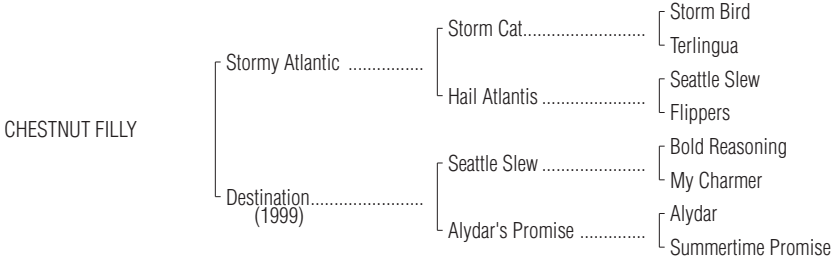 Storm Bird
Storm Cat..........................
Terlingua
Stormy Atlantic ................
Seattle Slew
Hail Atlantis ......................
Flippers
CHESTNUT FILLY
Bold Reasoning
Seattle Slew ......................
My Charmer
Destination........................
(1999)
Alydar
Alydar's Promise ..............
Summertime Promise